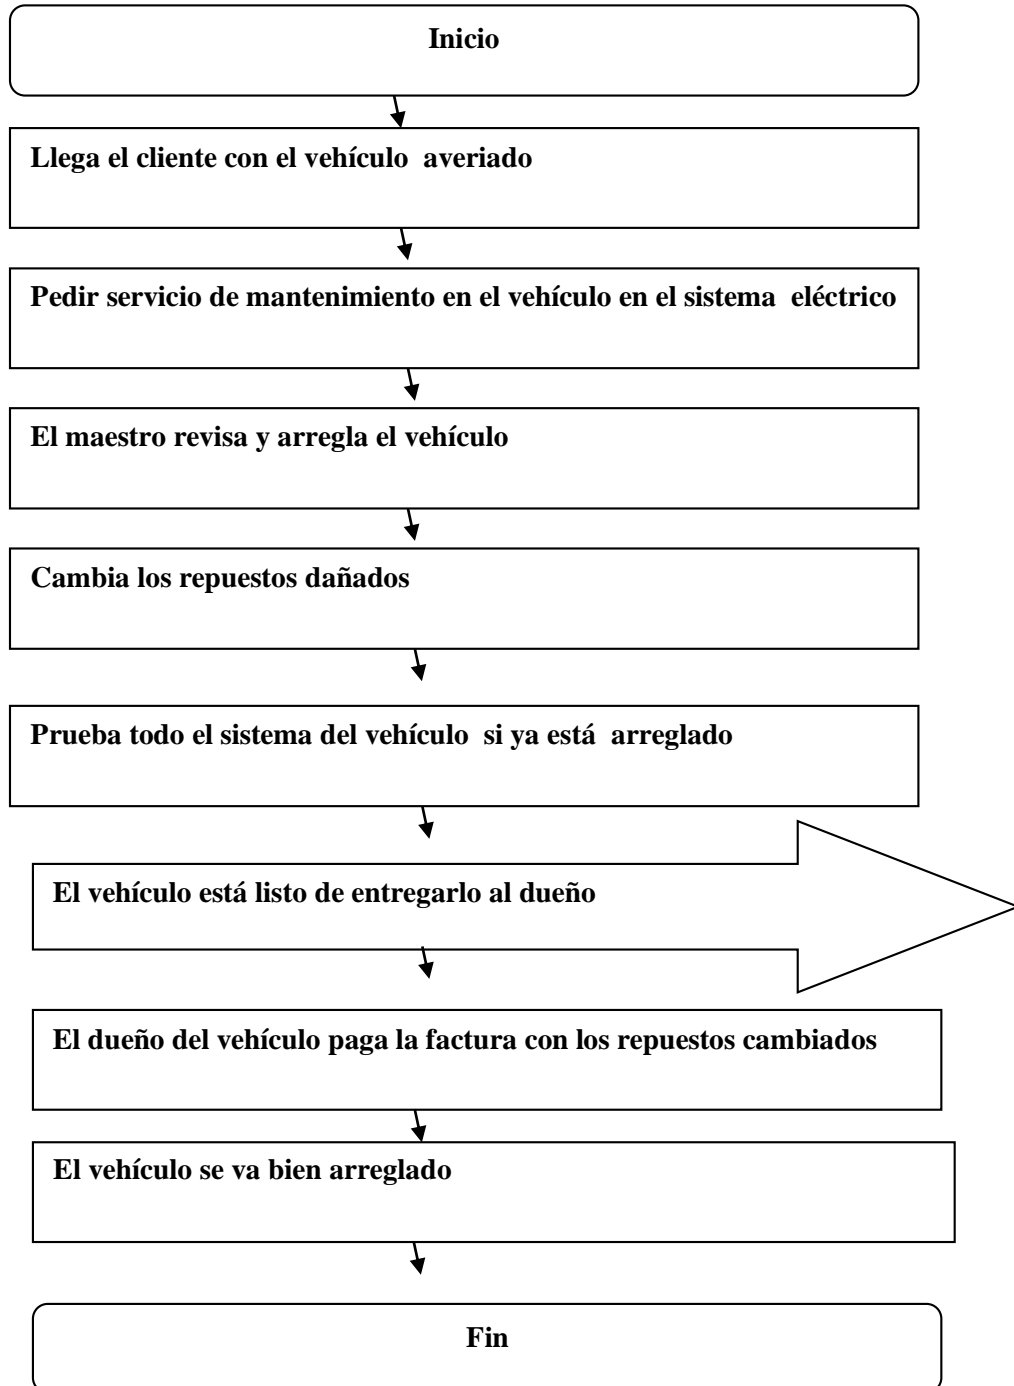 Inicio
Llega el cliente con el vehículo averiado
Pedir servicio de mantenimiento en el vehículo en el sistema eléctrico
El maestro revisa y arregla el vehículo
Cambia los repuestos dañados
Prueba todo el sistema del vehículo si ya está arreglado
El vehículo está listo de entregarlo al dueño
El dueño del vehículo paga la factura con los repuestos cambiados
El vehículo se va bien arreglado
Fin